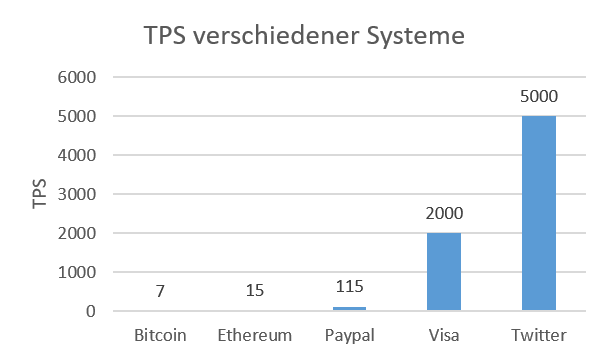 TPS verschiedener Systeme
6000
5000
4000
3000
2000
1000
0
TPS
7
15
115
2000
5000
Bitcoin
Ethereum
Paypal
Visa
Twitter